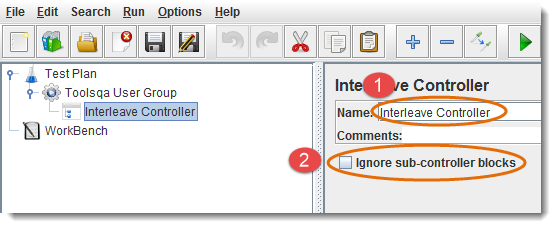 File Edit Search Run Options Help
Test Plan
Toolsqa User Group
Interleave Controller
WorkBench
Interleave Controller
1
Name: Interleave Controller
Comments:
2 Ignore sub-controller blocks